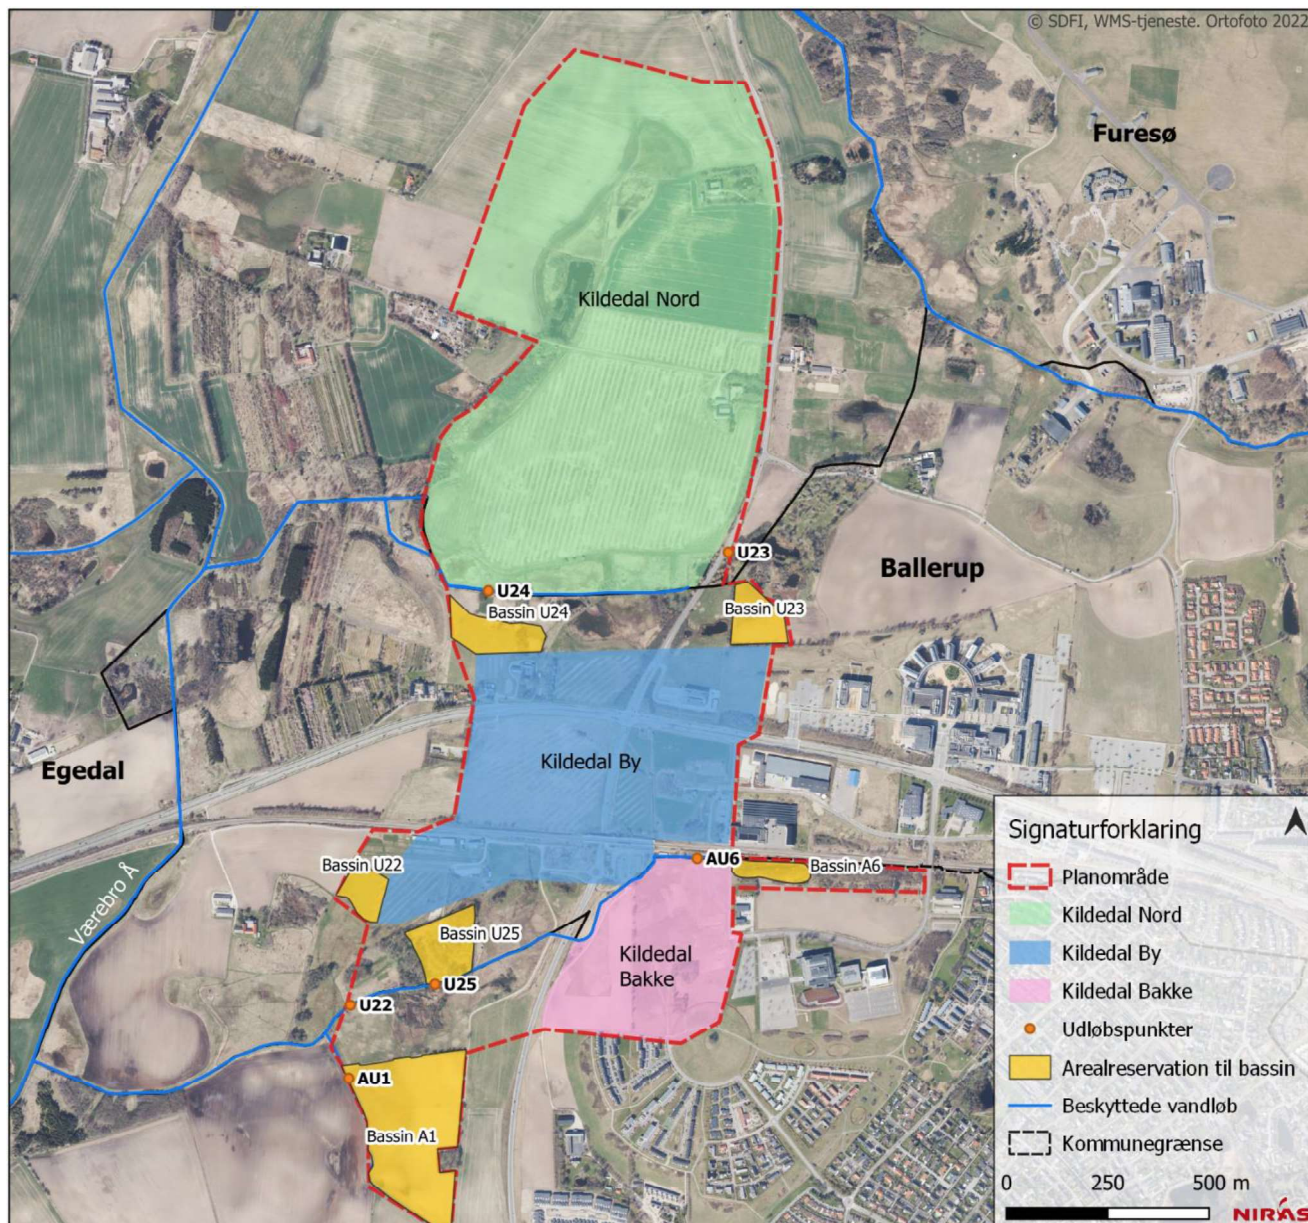 © SDFI, WMS-tjeneste. Ortofoto 2022
Furesø
Kildedal Nord
U23
Ballerup
U24
Bassin U24
Bassin U23
Egedal
Kildedal By
Værebro Å
Bassin U22
AU6
Bassin A6
Bassin U25
Kildedal
Bakke
U25
U22
AU1
Bassin A1
Signaturforklaring
Planområde
Kildedal Nord
Kildedal By
Kildedal Bakke
Udløbspunkter
Arealreservation til bassin
Beskyttede vandløb
Kommunegrænse
0 250 500 m
NIRAS